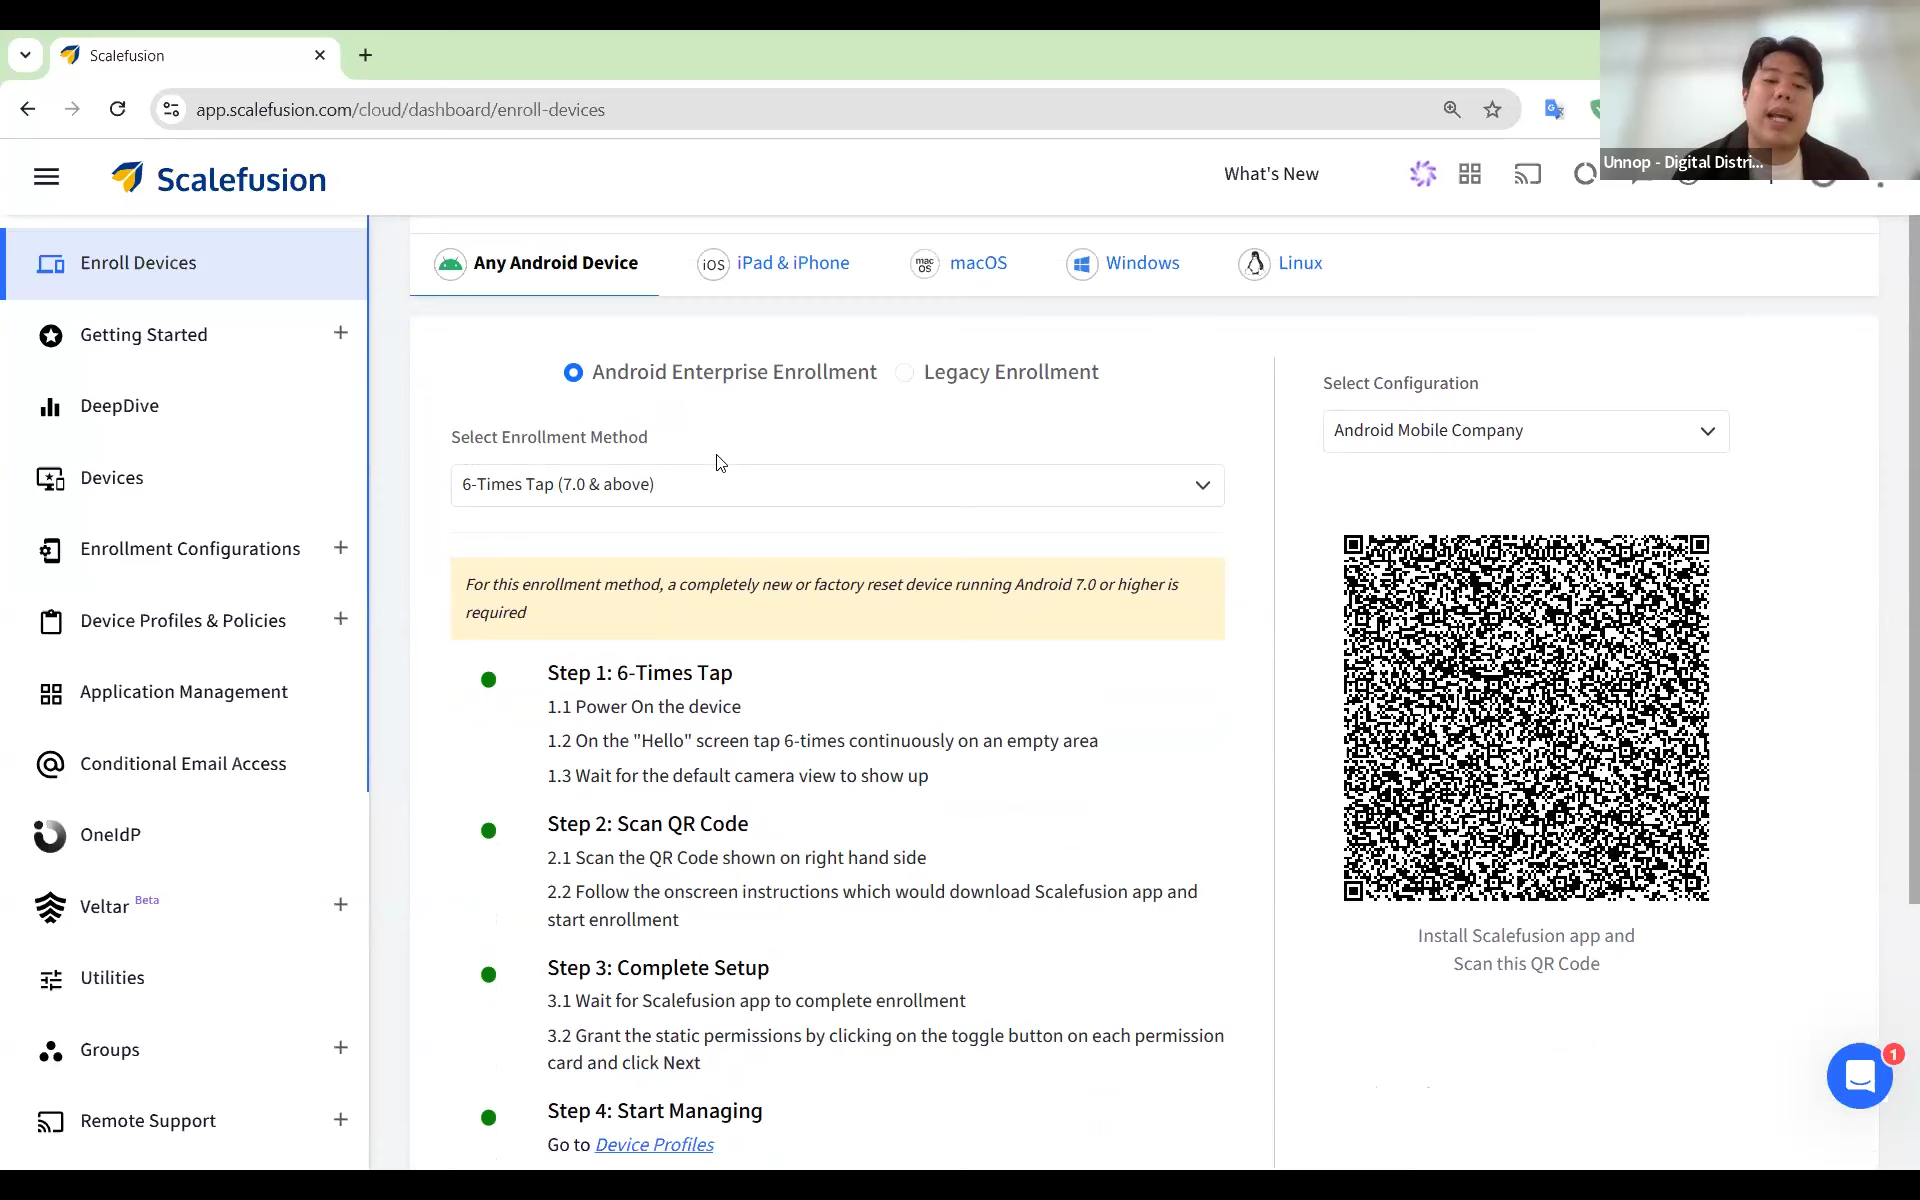 Scalefusion
app.scalefusion.com/cloud/dashboard/enroll-devices
Unnop - Digital Distri...
Scalefusion
What's New
Enroll Devices
Getting Started
DeepDive
Devices
Enrollment Configurations
Device Profiles & Policies
Application Management
Conditional Email Access
OneIdP
Veltar Beta
Utilities
Groups
Remote Support
Any Android Device
iOS iPad & iPhone
mac OS macOS
Windows
Linux
Android Enterprise Enrollment
Legacy Enrollment
Select Enrollment Method
6-Times Tap (7.0 & above)
For this enrollment method, a completely new or factory reset device running Android 7.0 or higher is
required
Step 1: 6-Times Tap
1.1 Power On the device
1.2 On the "Hello" screen tap 6-times continuously on an empty area
1.3 Wait for the default camera view to show up
Step 2: Scan QR Code
2.1 Scan the QR Code shown on right hand side
2.2 Follow the onscreen instructions which would download Scalefusion app and
start enrollment
Step 3: Complete Setup
3.1 Wait for Scalefusion app to complete enrollment
3.2 Grant the static permissions by clicking on the toggle button on each permission
card and click Next
Step 4: Start Managing
Go to Device Profiles
Select Configuration
Android Mobile Company
Install Scalefusion app and
Scan this QR Code
1